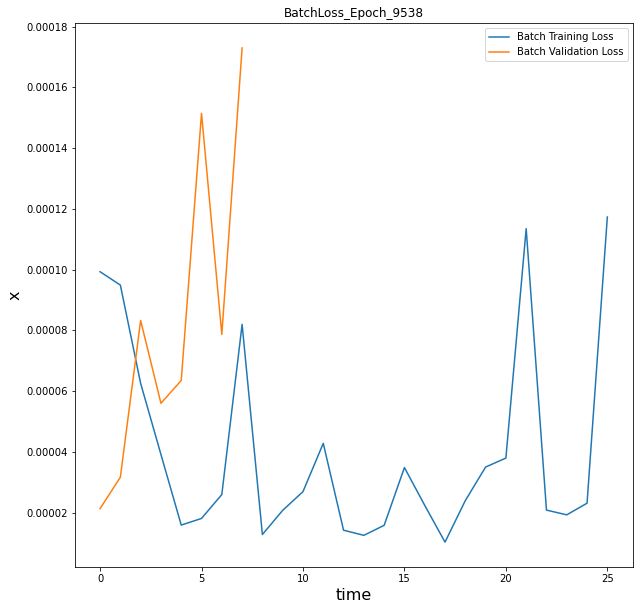 BatchLoss_Epoch_9538
Batch Training Loss
Batch Validation Loss
0.00018
0.00016
0.00014
0.00012
0.00010
0.00008
0.00006
0.00004
0.00002
x
0 5 10 15 20 25
time